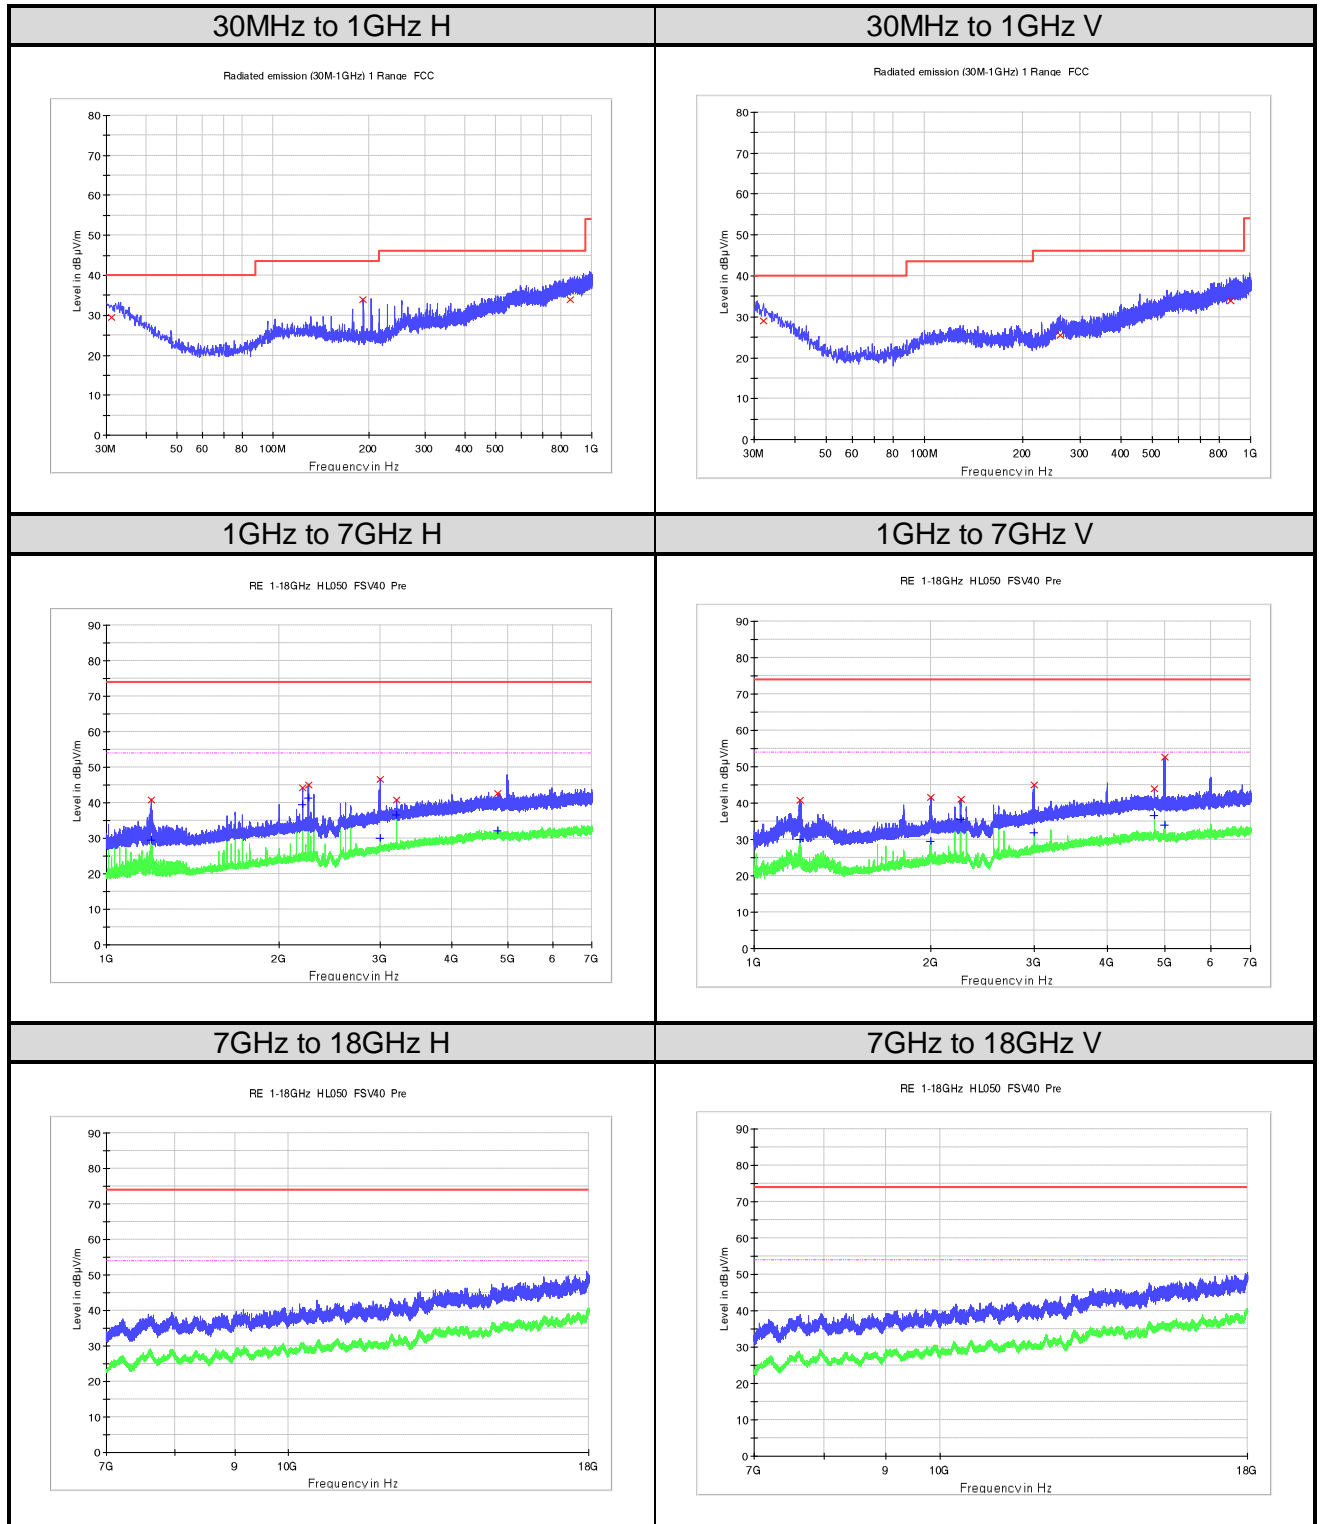 30MHz to 1GHz H
30MHz to 1GHz V
Radiated emission (30M-1GHz) 1 Range FCC
Level in dBµV/m
80
70
60
50
40
30
20
10
0
30M 50 60 80 100M 200 300 400 500 800 1G
Frequency in Hz
Radiated emission (30M-1GHz) 1 Range FCC
Level in dBµV/m
80
70
60
50
40
30
20
10
0
30M 50 60 80 100M 200 300 400 500 800 1G
Frequency in Hz
1GHz to 7GHz H
1GHz to 7GHz V
RE 1-18GHz HL050 FSV40 Pre
Level in dBµV/m
90
80
70
60
50
40
30
20
10
0
1G 2G 3G 4G 5G 6 7G
Frequency in Hz
RE 1-18GHz HL050 FSV40 Pre
Level in dBµV/m
90
80
70
60
50
40
30
20
10
0
1G 2G 3G 4G 5G 6 7G
Frequency in Hz
7GHz to 18GHz H
7GHz to 18GHz V
RE 1-18GHz HL050 FSV40 Pre
Level in dBµV/m
90
80
70
60
50
40
30
20
10
0
7G 9 10G 18G
Frequency in Hz
RE 1-18GHz HL050 FSV40 Pre
Level in dBµV/m
90
80
70
60
50
40
30
20
10
0
7G 9 10G 18G
Frequency in Hz